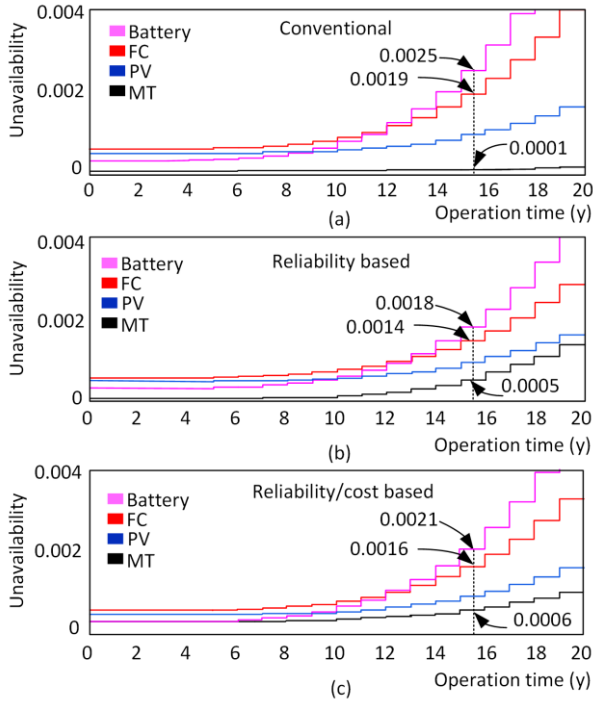 0.004
Battery
Conventional
FC
0.0025
PV
0.0019
0.002
MT
Unavailability
0.0001
0
0 2 4 6 8 10 12 14 16 18 20
(a)
Operation time (y)
0.004
Battery
Reliability based
FC
0.0018
PV
0.0014
0.002
MT
Unavailability
0.0005
0
0 2 4 6 8 10 12 14 16 18 20
(b)
Operation time (y)
0.004
Battery
Reliability/cost based
FC
0.0021
PV
0.0016
0.002
MT
Unavailability
0.0006
0
0 2 4 6 8 10 12 14 16 18 20
Operation time (y)
(c)